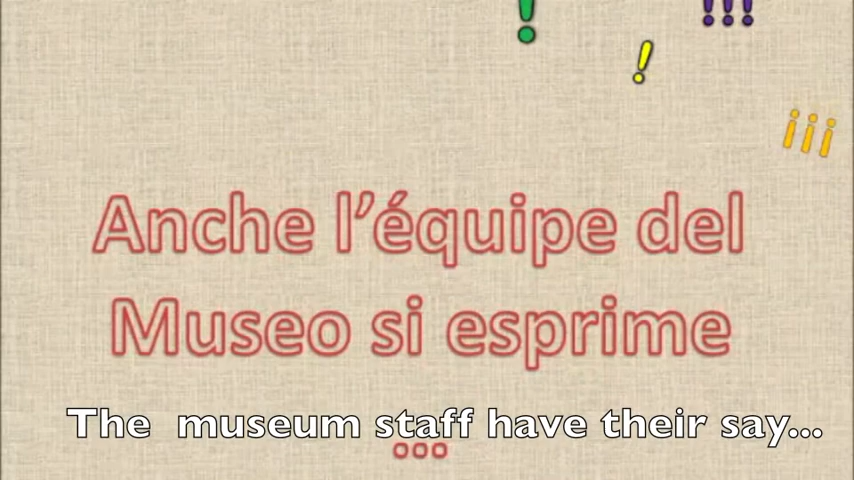 !
!!!
!
¡¡¡
Anche l’équipe del
Museo si esprime
The museum staff have their say...
...